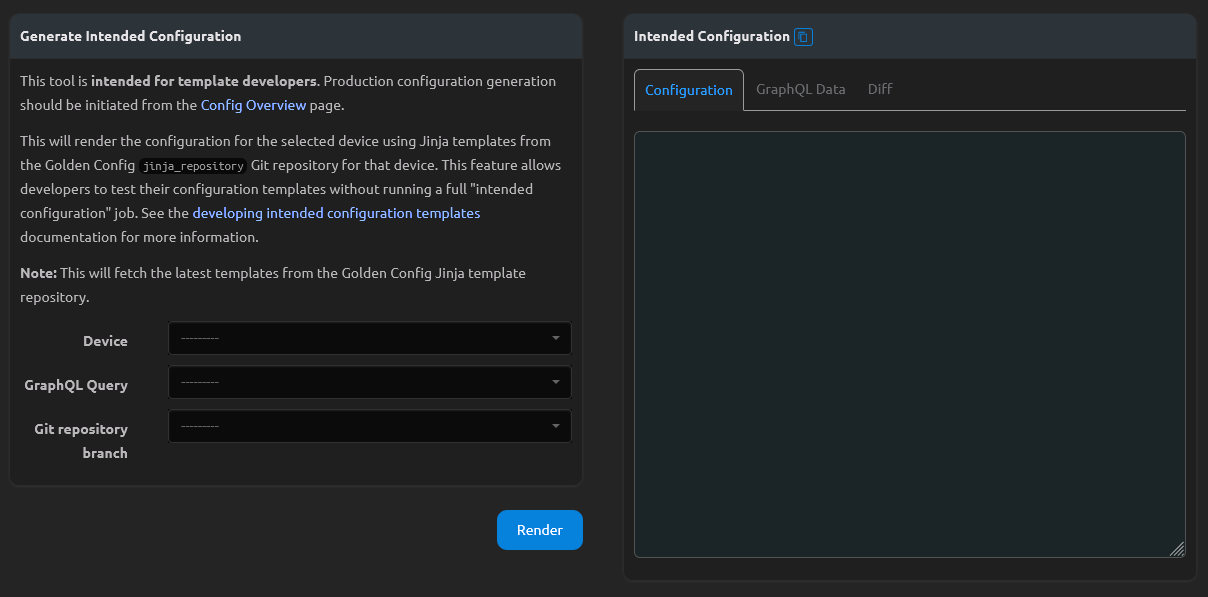 Generate Intended Configuration
This tool is intended for template developers. Production configuration generation
should be initiated from the Config Overview page.
This will render the configuration for the selected device using Jinja templates from
the Golden Config jinja_repository Git repository for that device. This feature allows
developers to test their configuration templates without running a full "intended
configuration" job. See the developing intended configuration templates
documentation for more information.
Note: This will fetch the latest templates from the Golden Config Jinja template
repository.
Device
---------
GraphQL Query
---------
Git repository
branch
---------
Render
Intended Configuration
Configuration
GraphQL Data
Diff